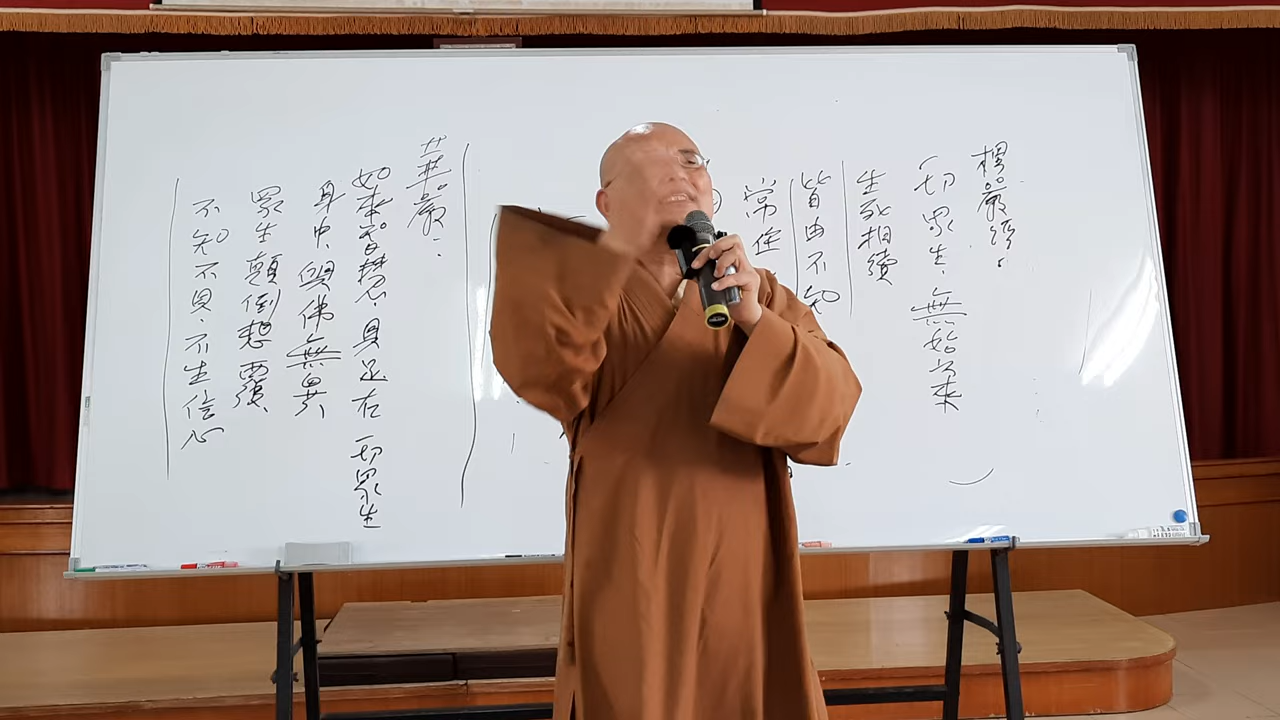 楞嚴經：
一切眾生，無始以來
生死相續
皆由不知
常住
華嚴：
如來智慧具足在一切眾生
身中與佛無異
眾生顛倒想覆
不知不見、不生信心